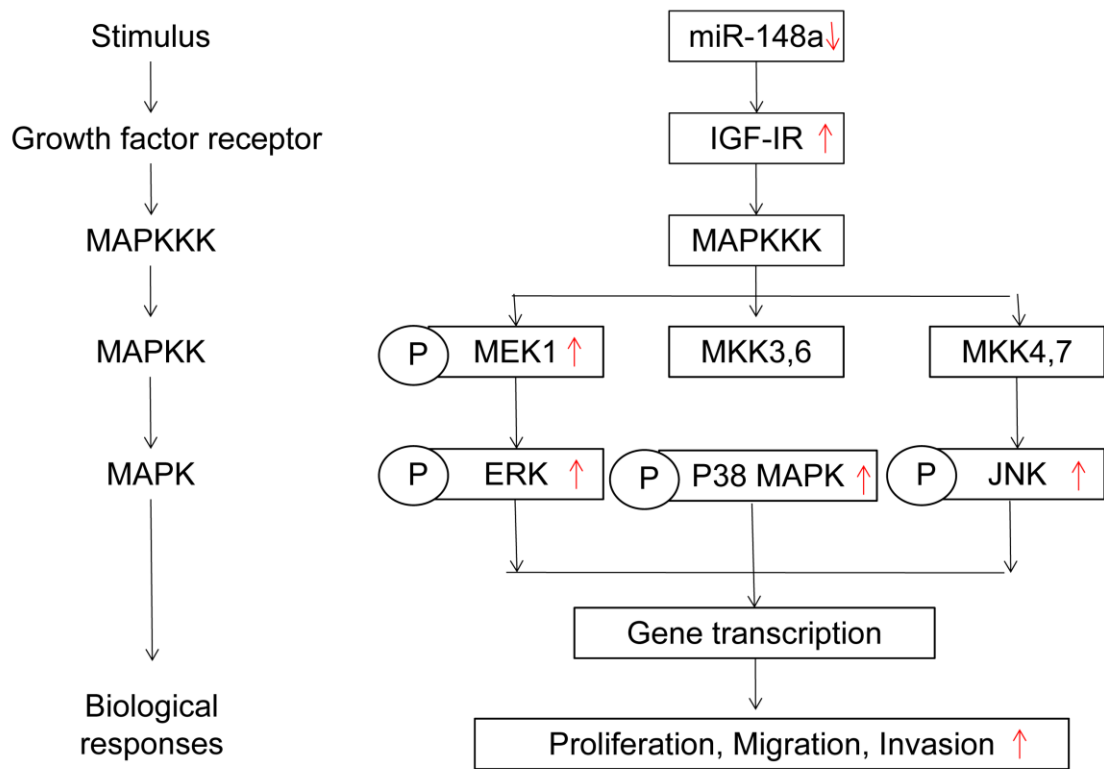 Stimulus
miR-148a↓
Growth factor receptor
IGF-IR ↑
MAPKKK
MAPKKK
MAPKK
P MEK1 ↑
MKK3,6
MKK4,7
MAPK
P ERK ↑
P P38 MAPK ↑
P JNK ↑
Gene transcription
Biological
responses
Proliferation, Migration, Invasion ↑